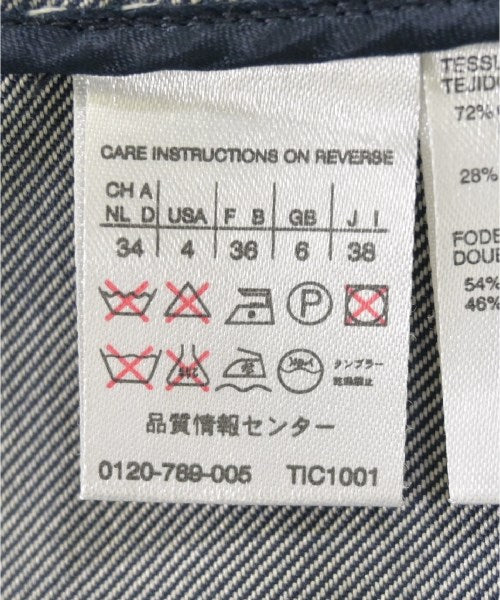 CARE INSTRUCTIONS ON REVERSE
CH A NL D USA F B GB J I
34 4 36 6 38
P
タンブラー
乾燥禁止
品質情報センター
0120-789-005 TIC1001
TESSU
TEJID
72%
28%
FODE
DOUB
54%
46%